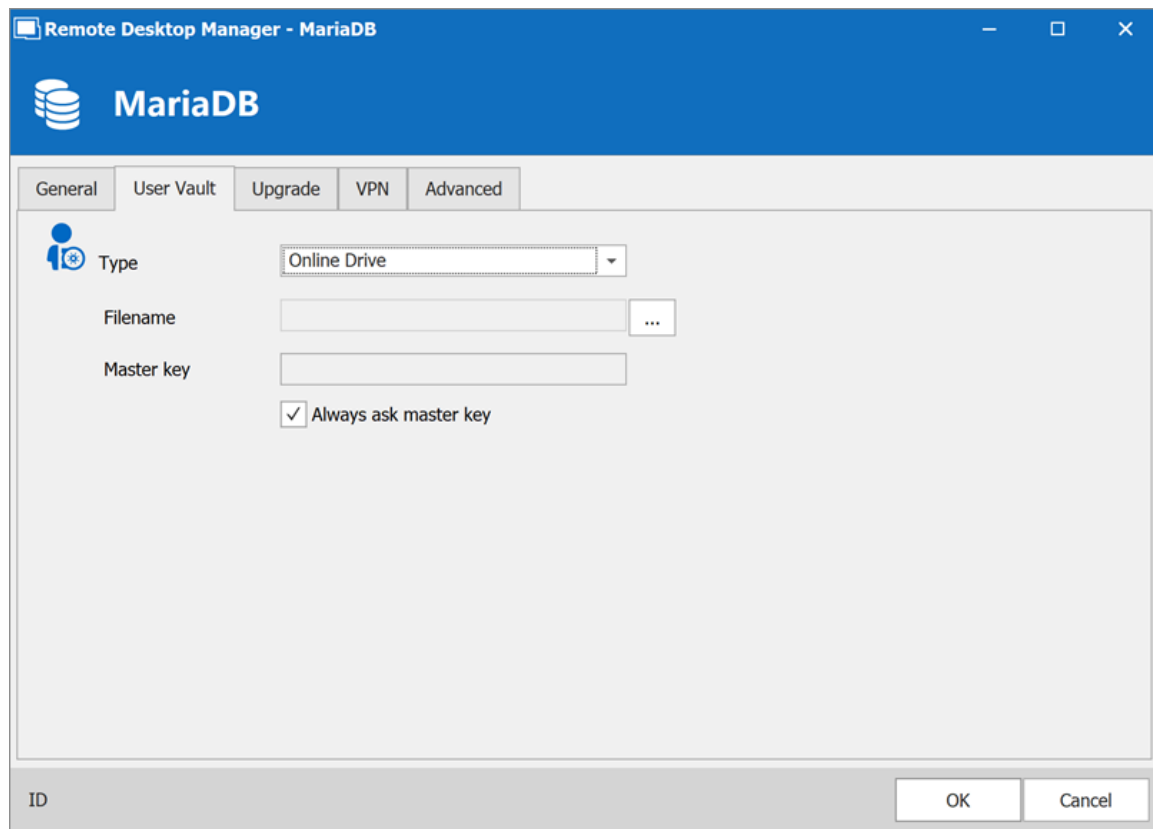 Remote Desktop Manager - MariaDB
MariaDB
General User Vault Upgrade VPN Advanced
Type Online Drive
Filename ...
Master key
Always ask master key
ID OK Cancel